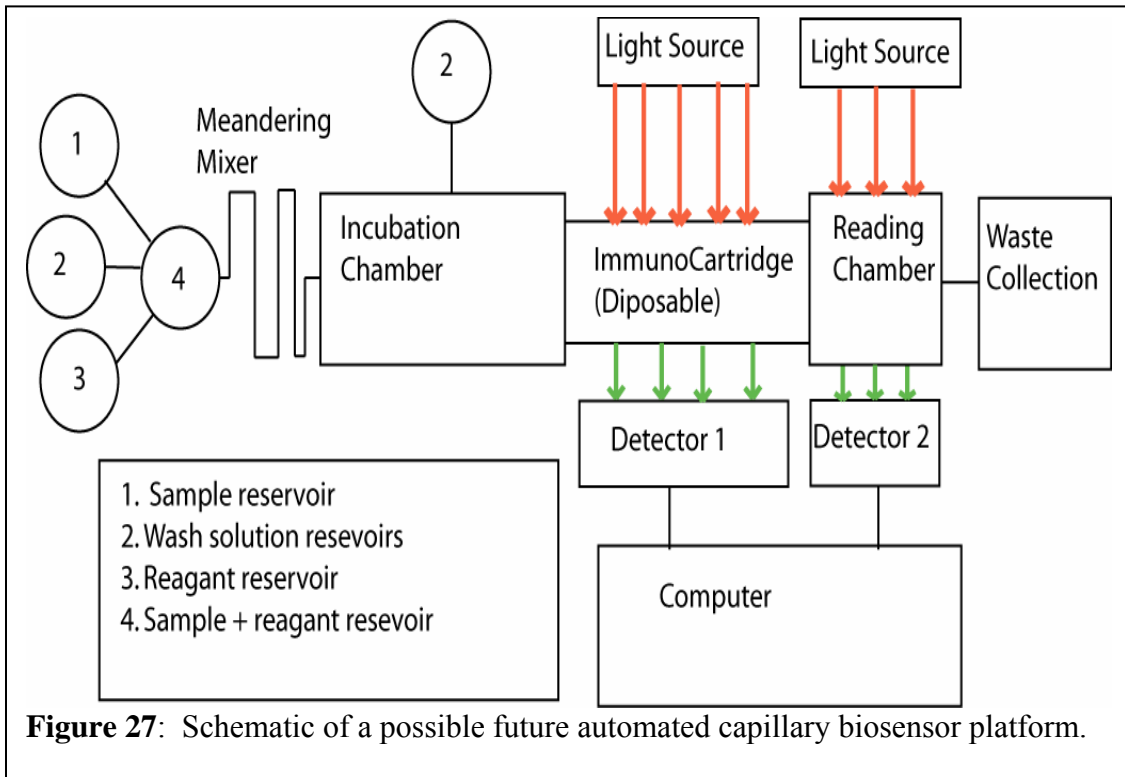 2
Light Source
Light Source
Meandering
Mixer
1
2
3
4
Incubation
Chamber
ImmunoCartridge
(Diposable)
Reading
Chamber
Waste
Collection
Detector 1
Detector 2
1. Sample reservoir
2. Wash solution resevoirs
3. Reagant reservoir
4. Sample + reagant resevoir
Computer
Figure 27: Schematic of a possible future automated capillary biosensor platform.